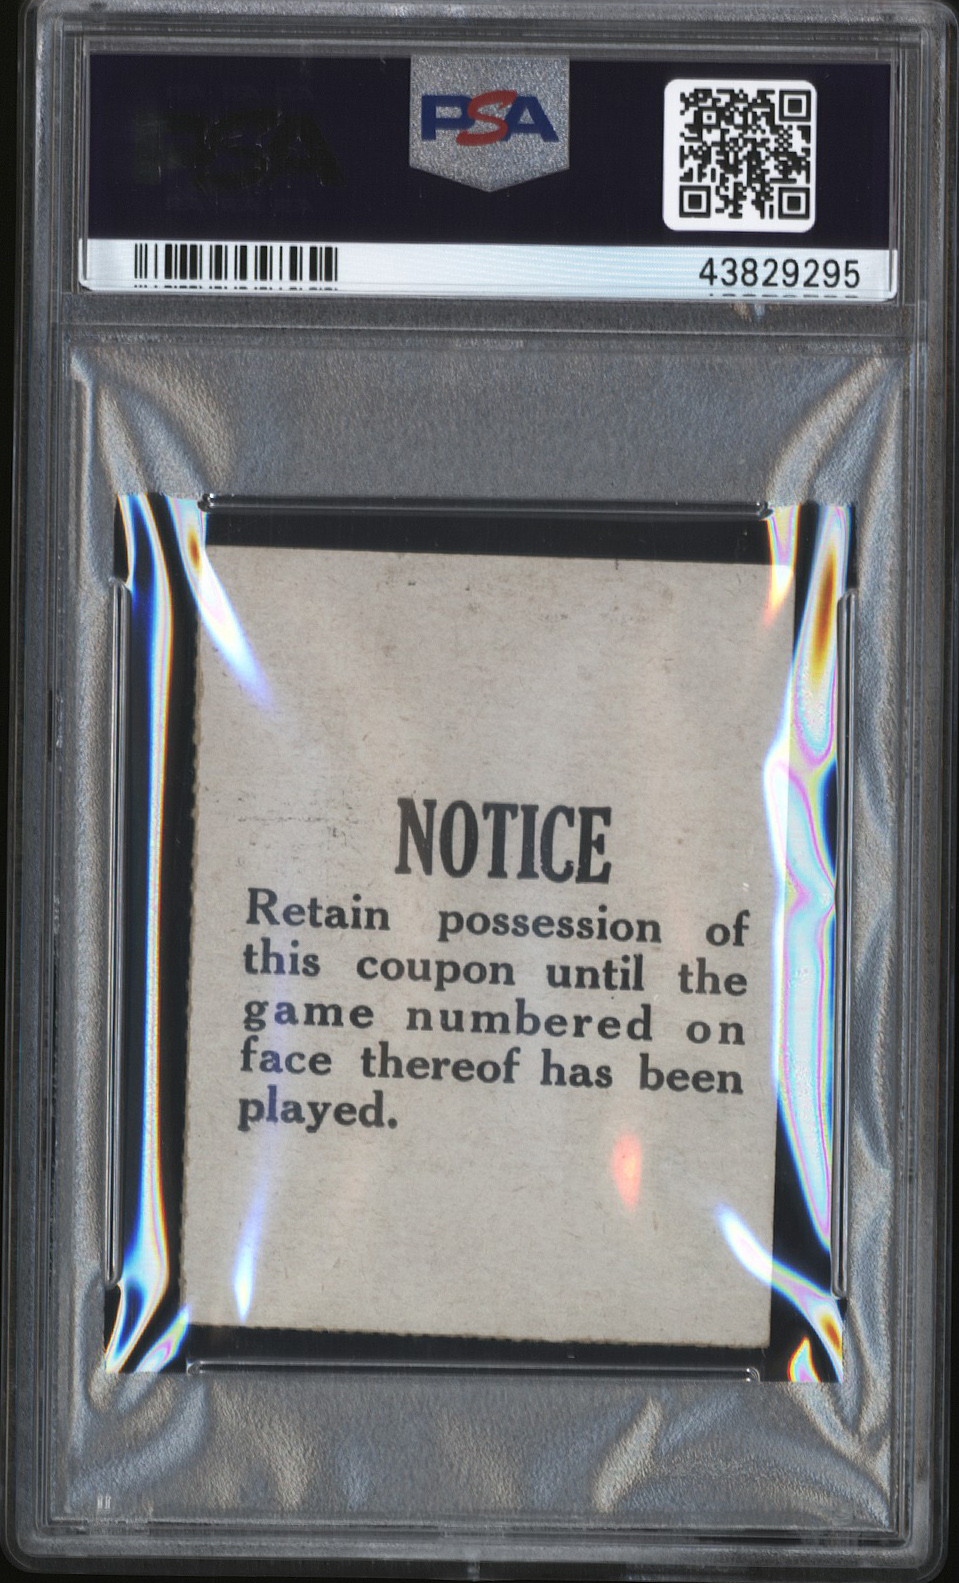 PSA
43829295
NOTICE
Retain possession of
this coupon until the
game numbered on
face thereof has been
played.